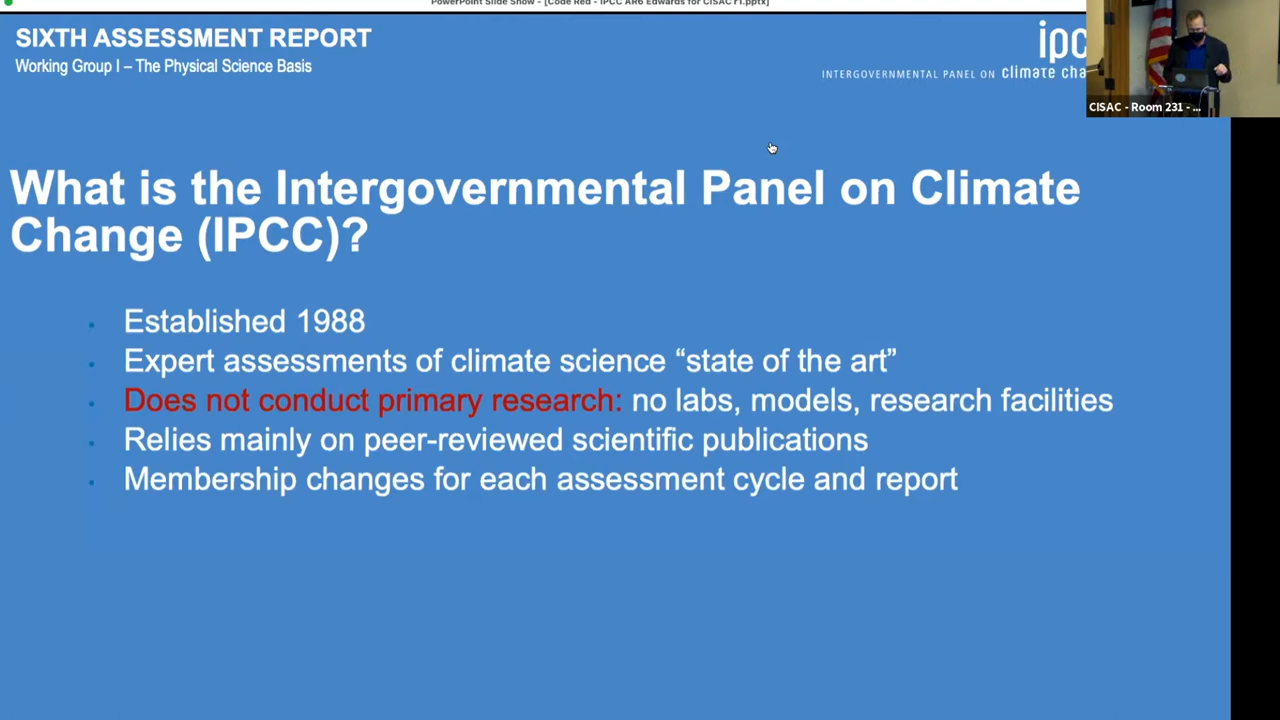 PowerPoint Slide Show - [Code Red - IPCC AR6 Edwards for CISAC r1.pptx]
SIXTH ASSESSMENT REPORT
Working Group I – The Physical Science Basis
ipc
INTERGOVERNMENTAL PANEL ON climate cha
CISAC - Room 231 - ...
What is the Intergovernmental Panel on Climate
Change (IPCC)?
• Established 1988
• Expert assessments of climate science “state of the art”
• Does not conduct primary research: no labs, models, research facilities
• Relies mainly on peer-reviewed scientific publications
• Membership changes for each assessment cycle and report